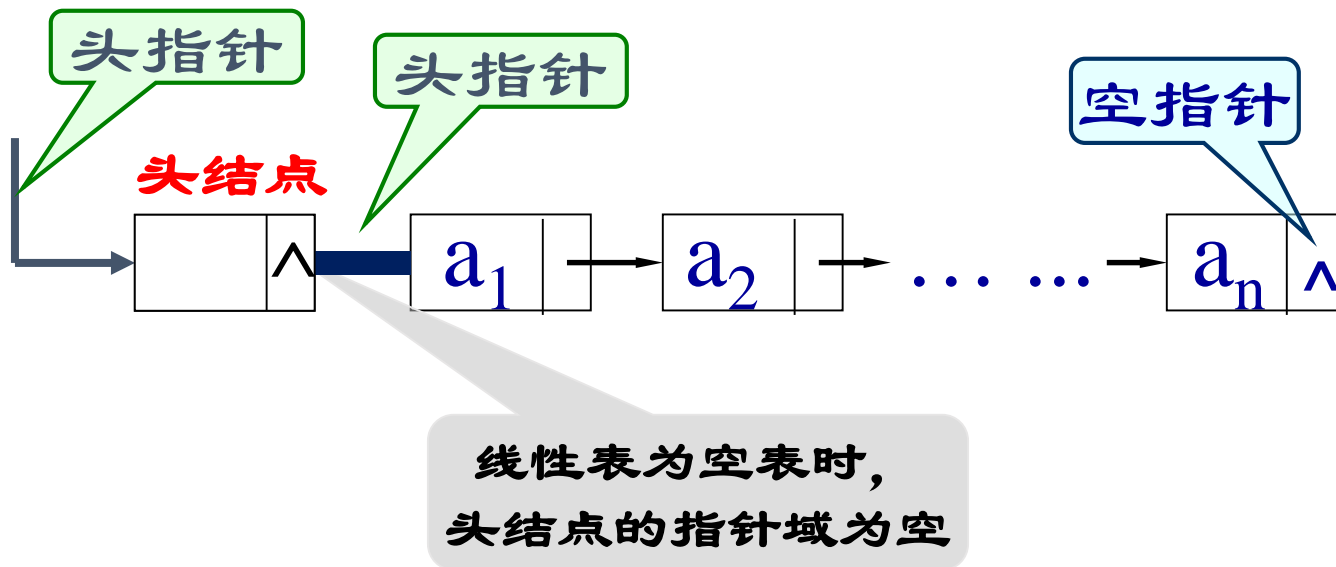 头指针
头指针
空指针
头结点
∧ a1 a2 … ... an ∧
线性表为空表时,
头结点的指针域为空